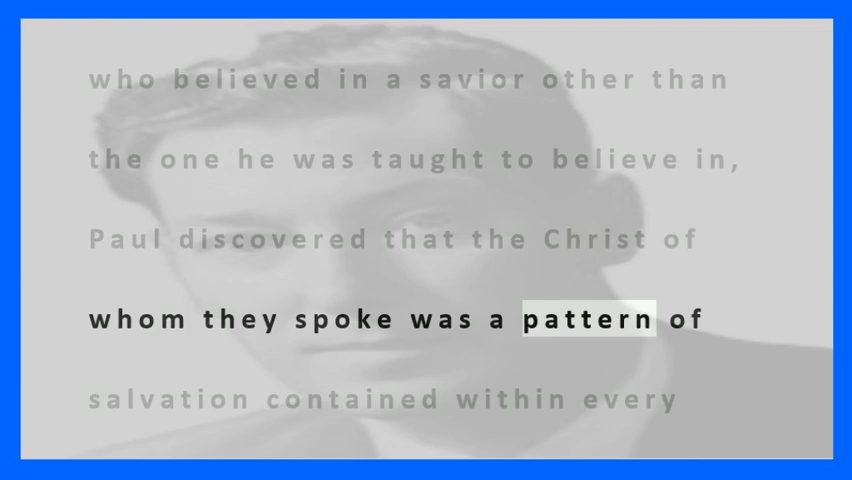 who believed in a savior other than
the one he was taught to believe in,
Paul discovered that the Christ of
whom they spoke was a pattern of
salvation contained within every